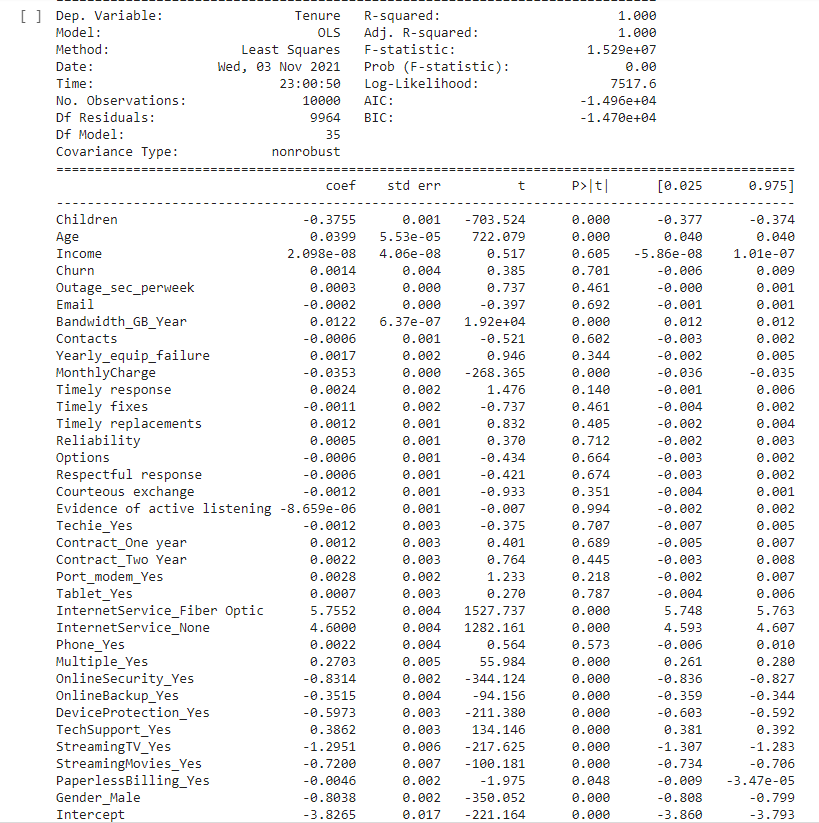 [ ] Dep. Variable: Tenure R-squared: 1.000
Model: OLS Adj. R-squared: 1.000
Method: Least Squares F-statistic: 1.529e+07
Date: Wed, 03 Nov 2021 Prob (F-statistic): 0.00
Time: 23:00:50 Log-Likelihood: 7517.6
No. Observations: 10000 AIC: -1.496e+04
Df Residuals: 9964 BIC: -1.470e+04
Df Model: 35
Covariance Type: nonrobust
coef std err t P>|t| [0.025 0.975]
Children -0.3755 0.001 -703.524 0.000 -0.377 -0.374
Age 0.0399 5.53e-05 722.079 0.000 0.040 0.040
Income 2.098e-08 4.06e-08 0.517 0.605 -5.86e-08 1.01e-07
Churn 0.0014 0.004 0.385 0.701 -0.006 0.009
Outage_sec_perweek 0.0003 0.000 0.737 0.461 -0.000 0.001
Email -0.0002 0.000 -0.397 0.692 -0.001 0.001
Bandwidth_GB_Year 0.0122 6.37e-07 1.92e+04 0.000 0.012 0.012
Contacts -0.0006 0.001 -0.521 0.602 -0.003 0.002
Yearly_equip_failure 0.0017 0.002 0.946 0.344 -0.002 0.005
MonthlyCharge -0.0353 0.000 -268.365 0.000 -0.036 -0.035
Timely response 0.0024 0.002 1.476 0.140 -0.001 0.006
Timely fixes -0.0011 0.002 -0.737 0.461 -0.004 0.002
Timely replacements 0.0012 0.001 0.832 0.405 -0.002 0.004
Reliability 0.0005 0.001 0.370 0.712 -0.002 0.003
Options -0.0006 0.001 -0.434 0.664 -0.003 0.002
Respectful response -0.0006 0.001 -0.421 0.674 -0.003 0.002
Courteous exchange -0.0012 0.001 -0.933 0.351 -0.004 0.001
Evidence of active listening -8.659e-06 0.001 -0.007 0.994 -0.002 0.002
Techie_Yes -0.0012 0.003 -0.375 0.707 -0.007 0.005
Contract_One year 0.0012 0.003 0.401 0.689 -0.005 0.007
Contract_Two Year 0.0022 0.003 0.764 0.445 -0.003 0.008
Port_modem_Yes 0.0028 0.002 1.233 0.218 -0.002 0.007
Tablet_Yes 0.0007 0.003 0.270 0.787 -0.004 0.006
InternetService_Fiber Optic 5.7552 0.004 1527.737 0.000 5.748 5.763
InternetService_None 4.6000 0.004 1282.161 0.000 4.593 4.607
Phone_Yes 0.0022 0.004 0.564 0.573 -0.006 0.010
Multiple_Yes 0.2703 0.005 55.984 0.000 0.261 0.280
OnlineSecurity_Yes -0.8314 0.002 -344.124 0.000 -0.836 -0.827
OnlineBackup_Yes -0.3515 0.004 -94.156 0.000 -0.359 -0.344
DeviceProtection_Yes -0.5973 0.003 -211.380 0.000 -0.603 -0.592
TechSupport_Yes 0.3862 0.003 134.146 0.000 0.381 0.392
StreamingTV_Yes -1.2951 0.006 -217.625 0.000 -1.307 -1.283
StreamingMovies_Yes -0.7200 0.007 -100.181 0.000 -0.734 -0.706
PaperlessBilling_Yes -0.0046 0.002 -1.975 0.048 -0.009 -3.47e-05
Gender_Male -0.8038 0.002 -350.052 0.000 -0.808 -0.799
Intercept -3.8265 0.017 -221.164 0.000 -3.860 -3.793